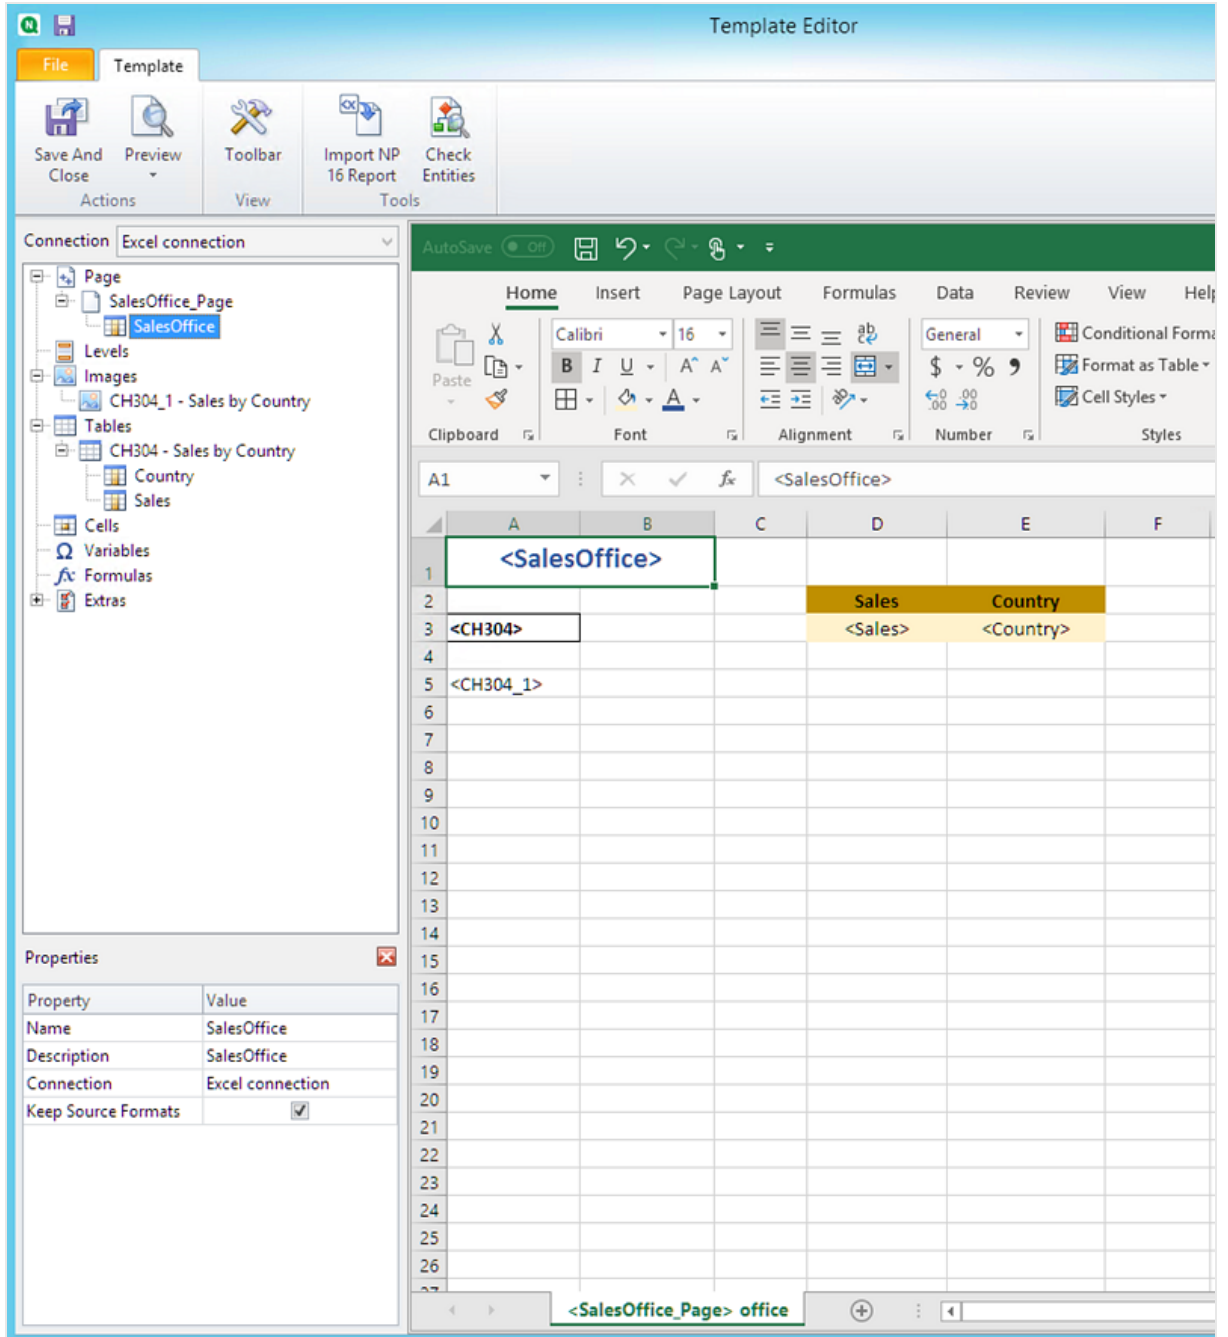 Template Editor
File Template
Save And Close
Preview
Toolbar
Import NP 16 Report
Check Entities
Actions View Tools
Connection Excel connection
Page
SalesOffice_Page
SalesOffice
Levels
Images
CH304_1 - Sales by Country
Tables
CH304 - Sales by Country
Country
Sales
Cells
Variables
Formulas
Extras
Properties
Property Value
Name SalesOffice
Description SalesOffice
Connection Excel connection
Keep Source Formats
AutoSave Off
Home Insert Page Layout Formulas Data Review View Help
Paste
Calibri 16
B I U A A
A
ab
General
$ % 9
Conditional Forma
Format as Table
Cell Styles
Clipboard Font Alignment Number Styles
A1 fx <SalesOffice>
A B C D E F
1 <SalesOffice>
2 Sales Country
3 <CH304> <Sales> <Country>
4
5 <CH304_1>
6
7
8
9
10
11
12
13
14
15
16
17
18
19
20
21
22
23
24
25
26
27
<SalesOffice_Page> office